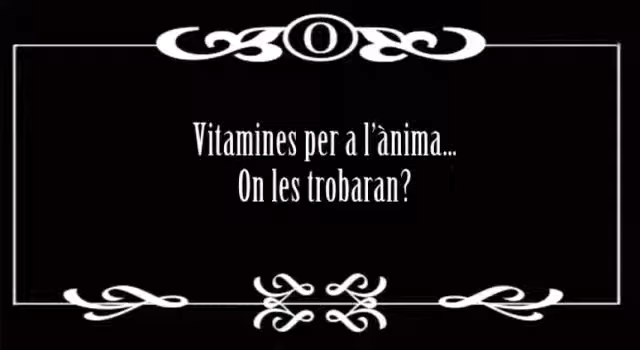 O
Vitamines per a l'ànima...
On les trobaran?